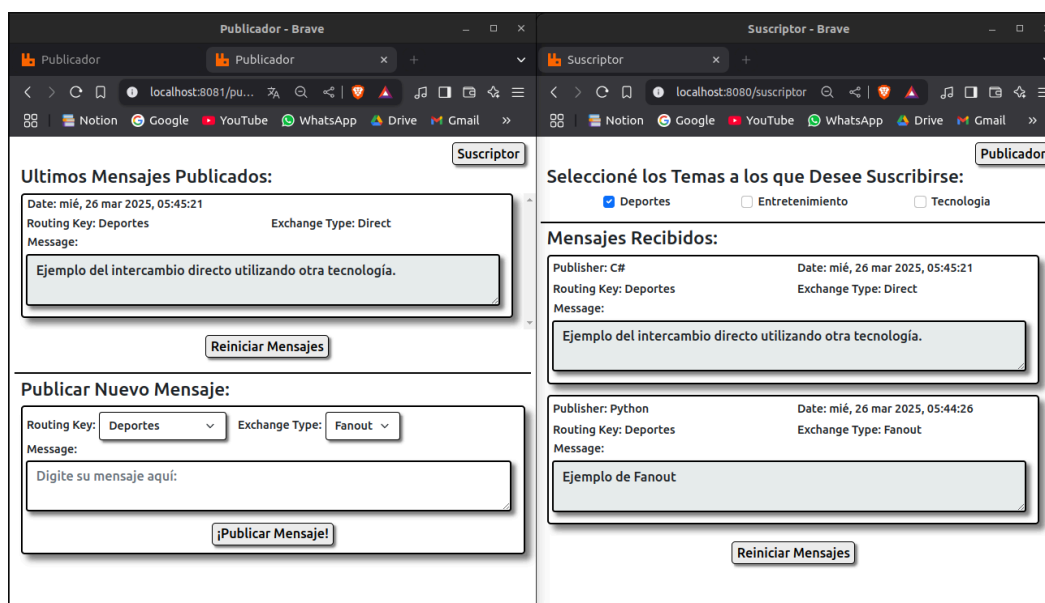 Publicador - Brave
Publicador
Publicador
localhost:8081/pu...
Notion Google YouTube WhatsApp Drive Gmail »
Suscriptor
Ultimos Mensajes Publicados:
Date: mié, 26 mar 2025, 05:45:21
Routing Key: Deportes Exchange Type: Direct
Message:
Ejemplo del intercambio directo utilizando otra tecnología.
Reiniciar Mensajes
Publicar Nuevo Mensaje:
Routing Key: Deportes Exchange Type: Fanout
Message:
Digite su mensaje aquí:
¡Publicar Mensaje!
Suscriptor - Brave
Suscriptor
localhost:8080/suscriptor
Notion Google YouTube WhatsApp Drive Gmail »
Publicador
Seleccioné los Temas a los que Desee Suscribirse:
Deportes Entretenimiento Tecnologia
Mensajes Recibidos:
Publisher: C# Date: mié, 26 mar 2025, 05:45:21
Routing Key: Deportes Exchange Type: Direct
Message:
Ejemplo del intercambio directo utilizando otra tecnología.
Publisher: Python Date: mié, 26 mar 2025, 05:44:26
Routing Key: Deportes Exchange Type: Fanout
Message:
Ejemplo de Fanout
Reiniciar Mensajes